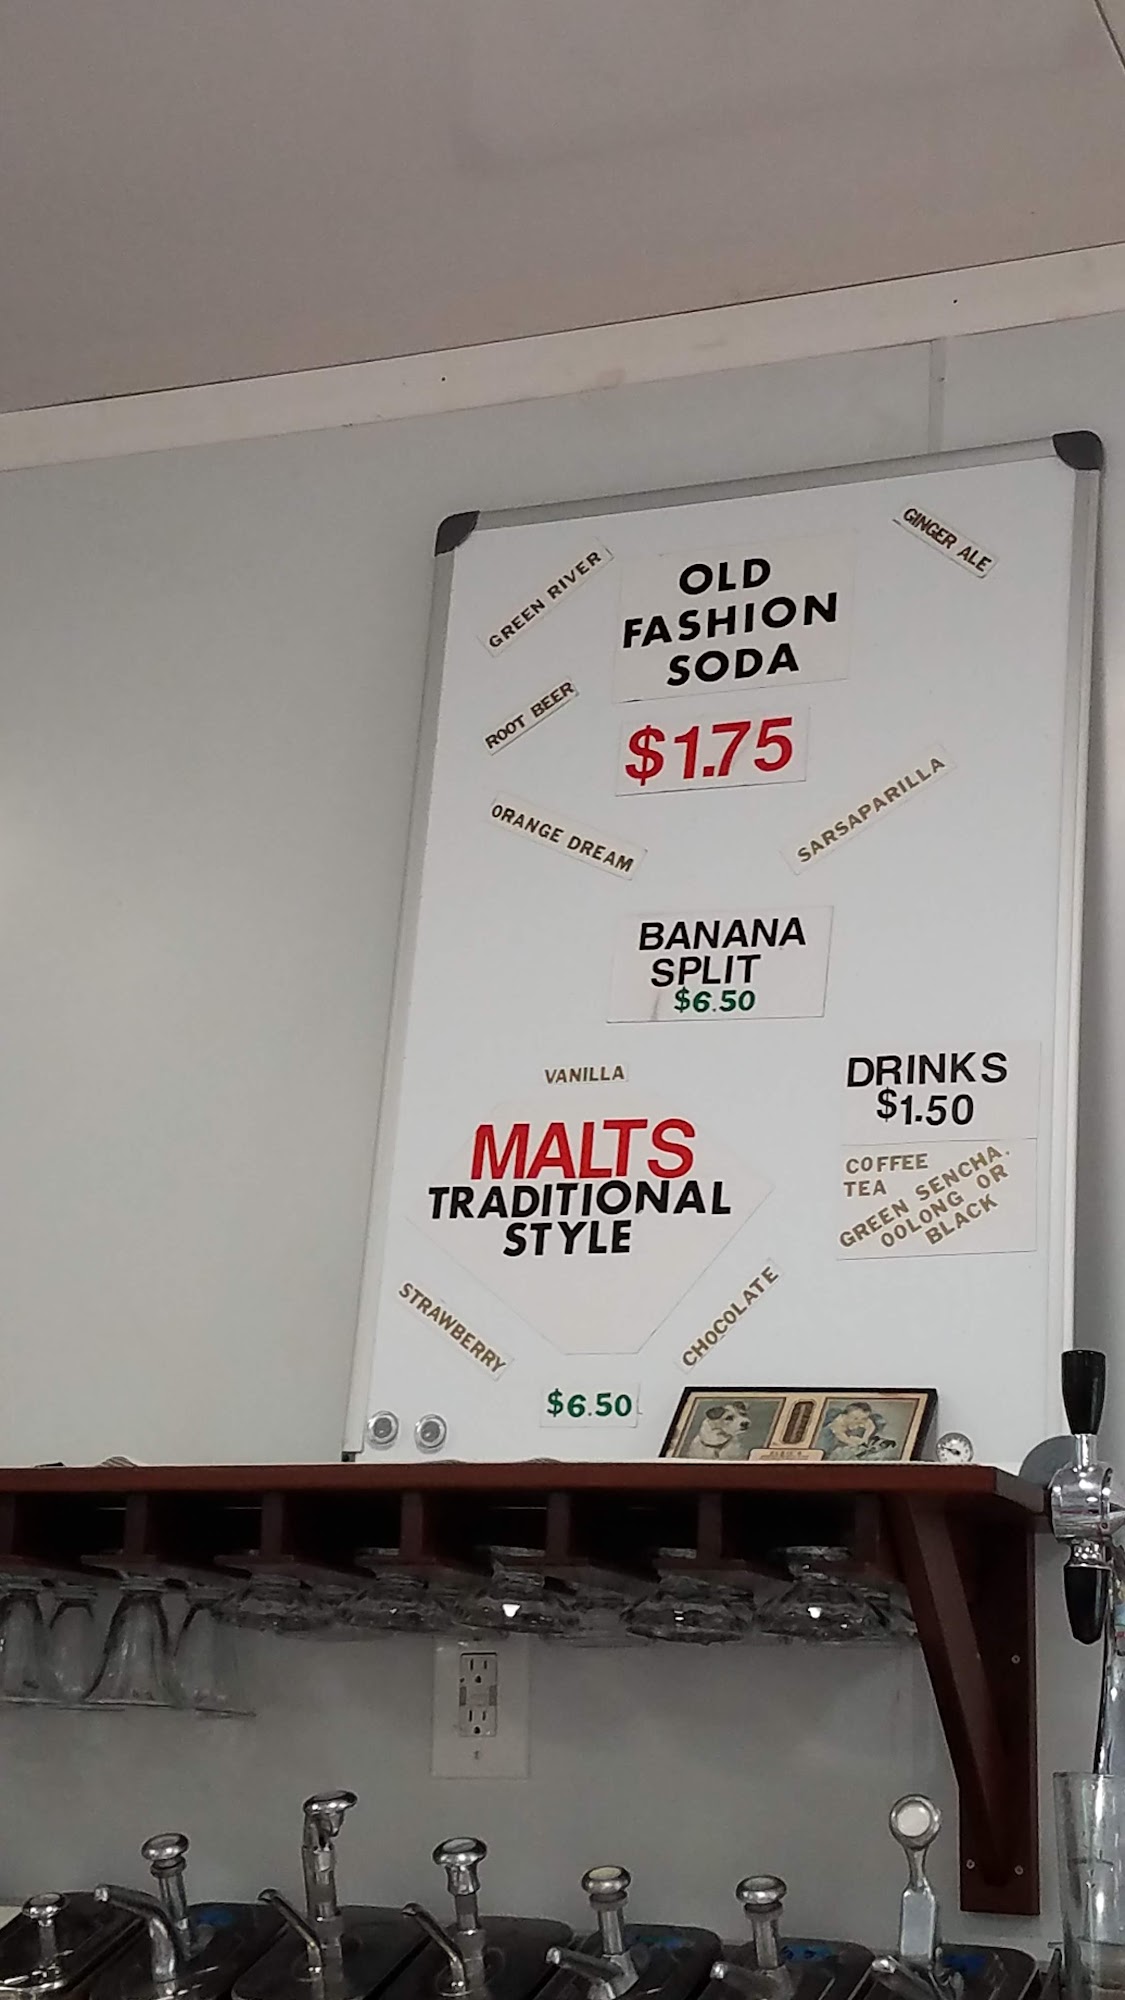 GINGER ALE
GREEN RIVER
OLD
FASHION
SODA
ROOT BEER
$1.75
ORANGE DREAM
SARSAPARILLA
BANANA
SPLIT
$6.50
VANILLA
MALTS
TRADITIONAL
STYLE
STRAWBERRY
CHOCOLATE
$6.50
DRINKS
$1.50
COFFEE
TEA
GREEN SENCHA.
OOLONG OR
BLACK